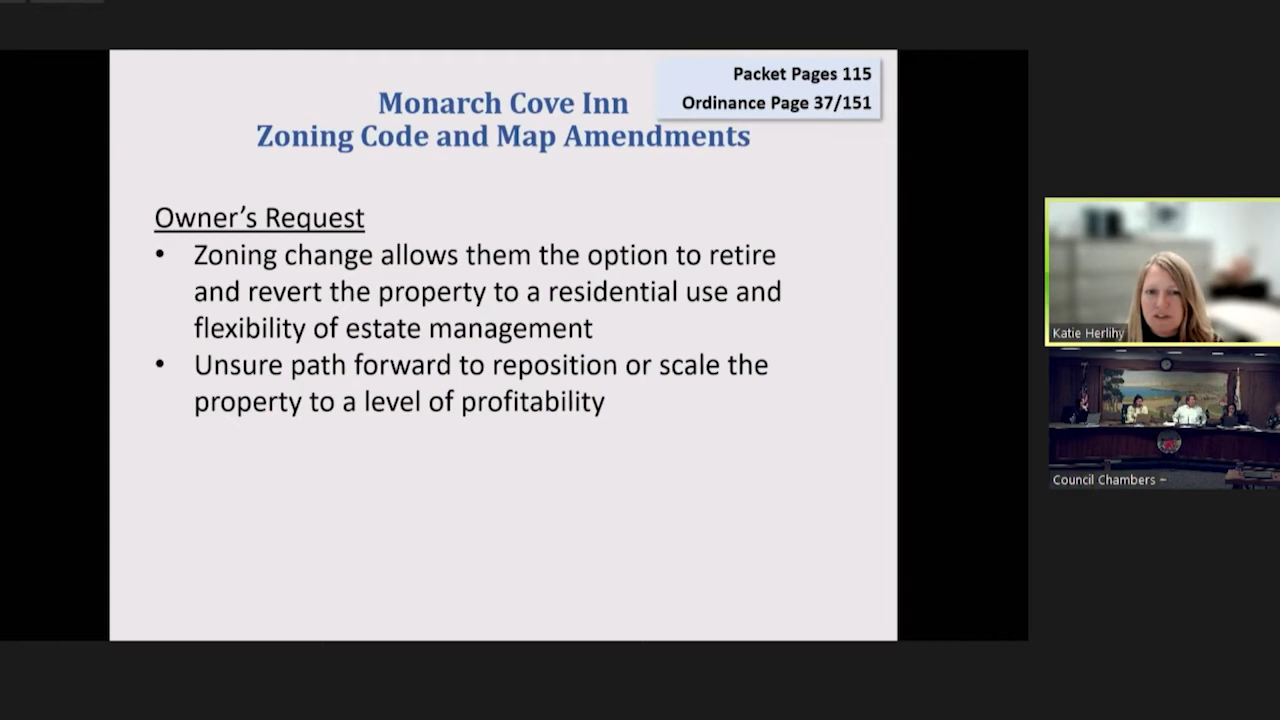 Packet Pages 115
Ordinance Page 37/151
Monarch Cove Inn
Zoning Code and Map Amendments
Owner's Request
• Zoning change allows them the option to retire
and revert the property to a residential use and
flexibility of estate management
• Unsure path forward to reposition or scale the
property to a level of profitability
Katie Herlihy
Council Chambers ~